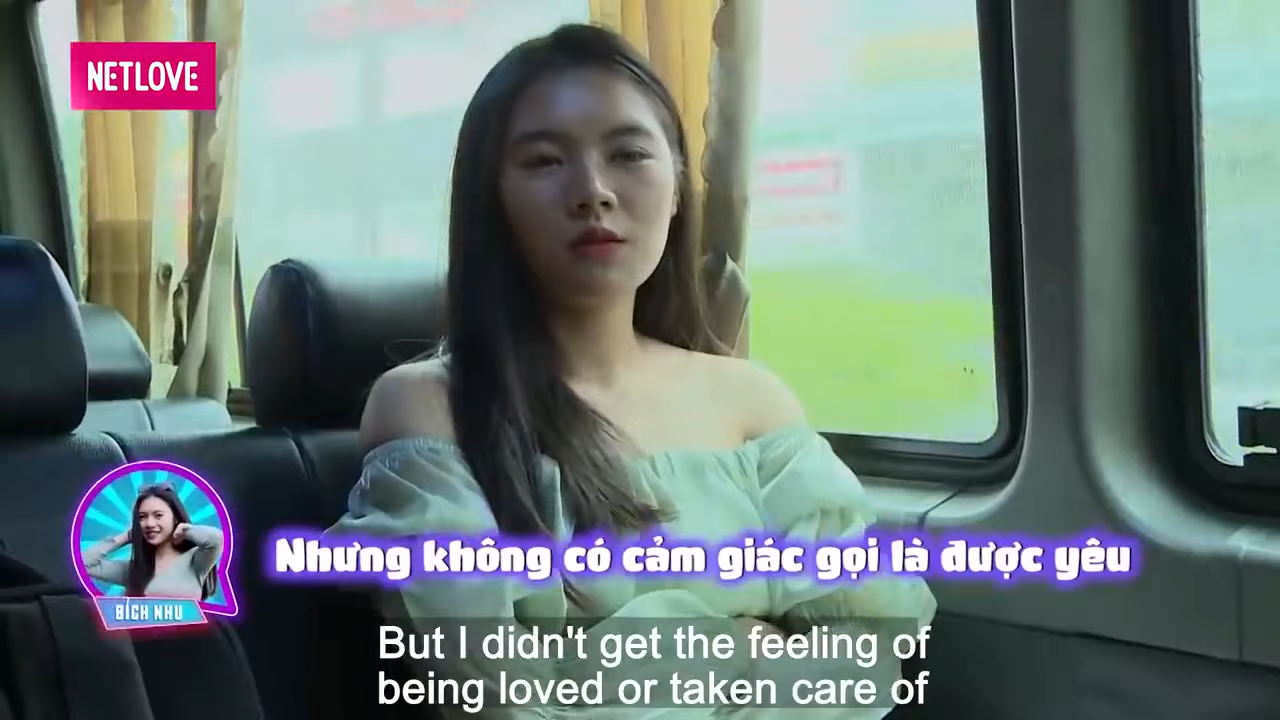 NETLOVE
Nhưng không có cảm giác gọi là được yêu
BÍCH NHU
But I didn't get the feeling of
being loved or taken care of